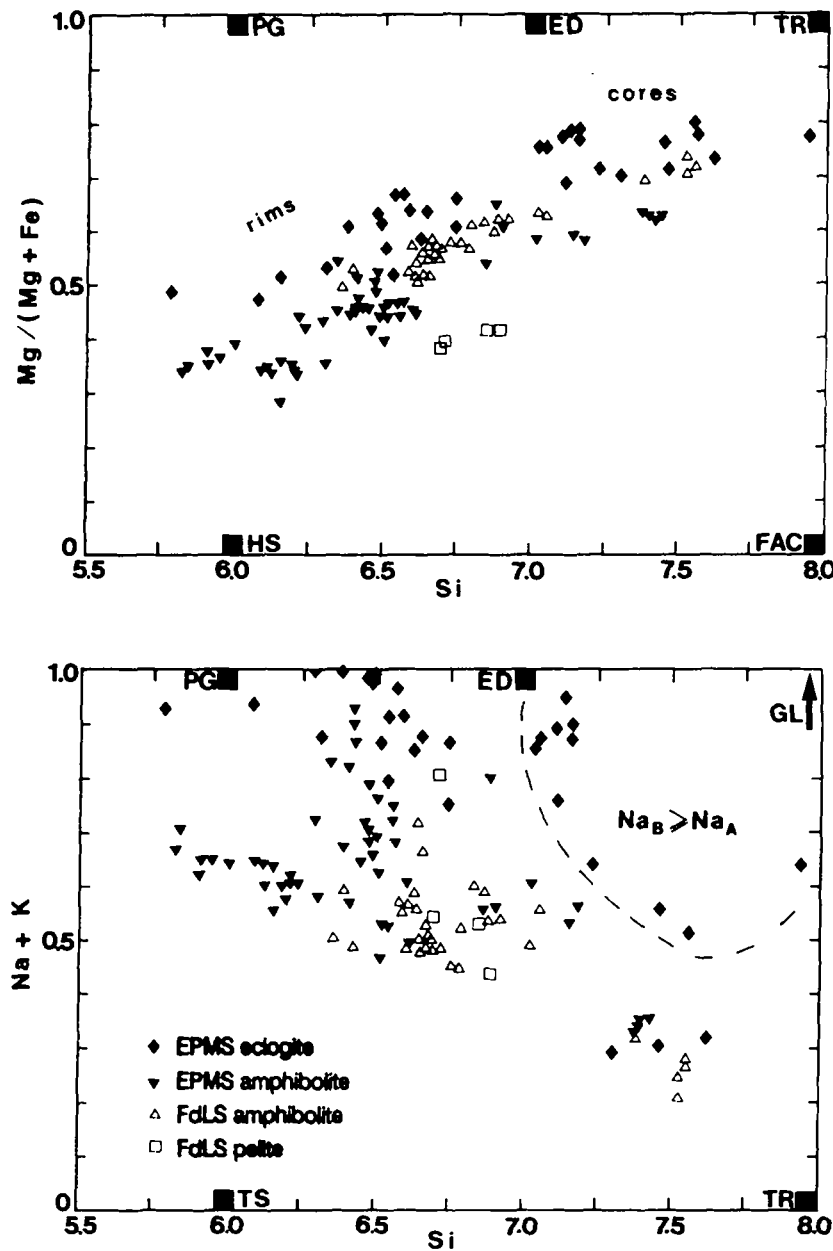 1.0
PG
ED
TR
cores
rims
Mg/(Mg+Fe)
0.5
0
HS
FAC
5.5
6.0
6.5
7.0
7.5
8.0
Si
1.0
PG
ED
GL
NaB ⩾ NaA
Na + K
0.5
EPMS eclogite
EPMS amphibolite
FdLS amphibolite
FdLS pelite
0
TS
TR
5.5
6.0
6.5
7.0
7.5
8.0
Si